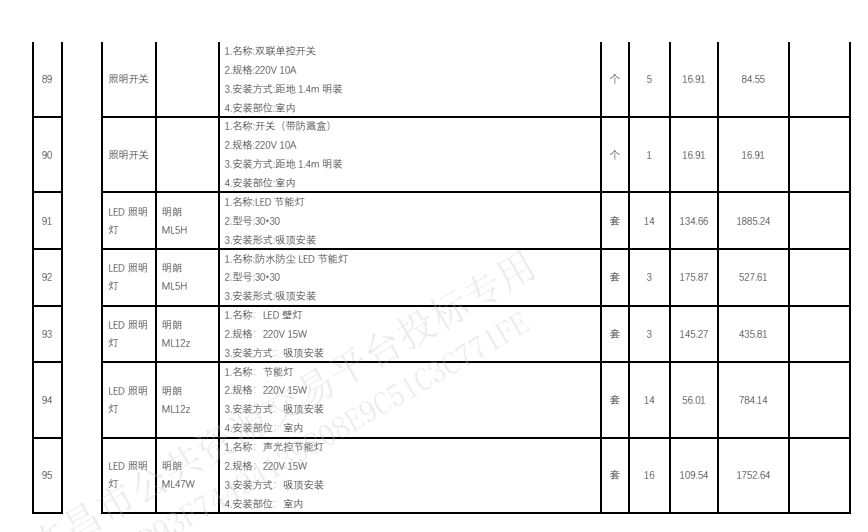 89 照明开关 1.名称:双联单控开关 个 5 16.91 84.55
2.规格:220V 10A
3.安装方式:距地 1.4m 明装
4.安装部位:室内
90 照明开关 1.名称:开关（带防溅盒） 个 1 16.91 16.91
2.规格:220V 10A
3.安装方式:距地 1.4m 明装
4.安装部位:室内
91 LED 照明灯 明朗 ML5H 1.名称:LED 节能灯 套 14 134.66 1885.24
2.型号:30*30
3.安装形式:吸顶安装
92 LED 照明灯 明朗 ML5H 1.名称:防水防尘 LED 节能灯 套 3 175.87 527.61
2.型号:30*30
3.安装形式:吸顶安装
93 LED 照明灯 明朗 ML12z 1.名称：LED 壁灯 套 3 145.27 435.81
2.规格：220V 15W
3.安装方式：吸顶安装
94 LED 照明灯 明朗 ML12z 1.名称：节能灯 套 14 56.01 784.14
2.规格：220V 15W
3.安装方式：吸顶安装
4.安装部位：室内
95 LED 照明灯 明朗 ML47W 1.名称：声光控节能灯 套 16 109.54 1752.64
2.规格：220V 15W
3.安装方式：吸顶安装
4.安装部位：室内